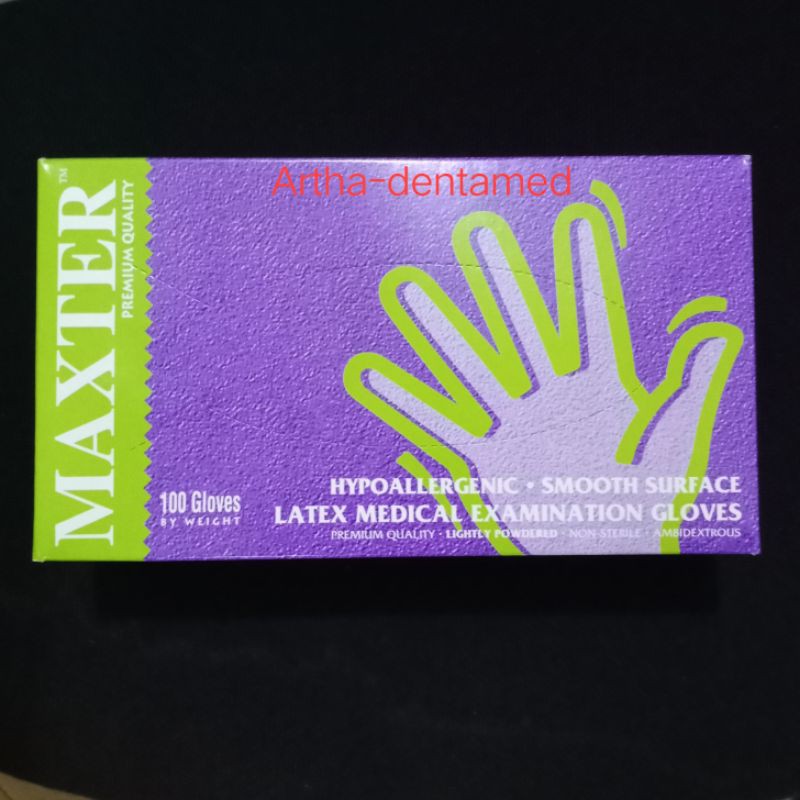 Artha-dentamed
MAXTER™
PREMIUM QUALITY
100 Gloves
BY WEIGHT
HYPOALLERGENIC • SMOOTH SURFACE
LATEX MEDICAL EXAMINATION GLOVES
PREMIUM QUALITY • LIGHTLY POWDERED • NON-STERILE • AMBIDEXTROUS